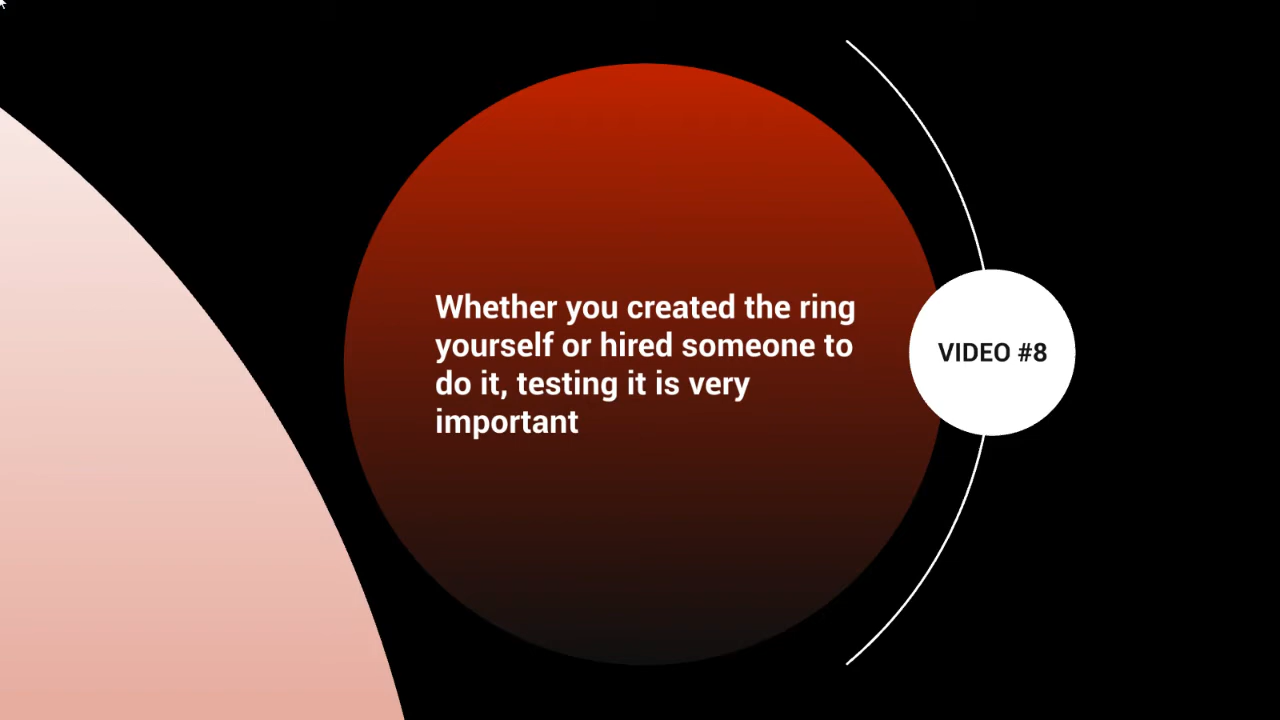 Whether you created the ring
yourself or hired someone to
do it, testing it is very
important
VIDEO #8